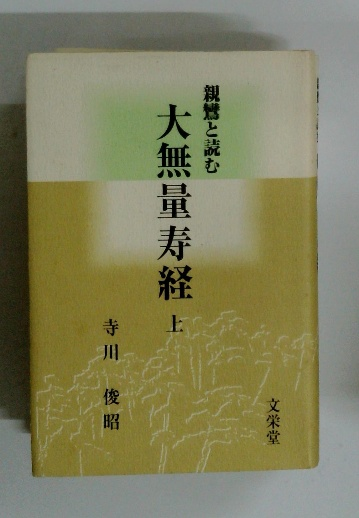 親鸞と読む
大無量寿経 上
寺川 俊昭
文栄堂